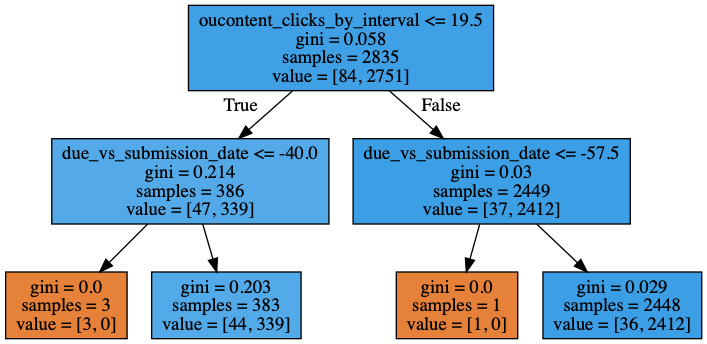 oucontent_clicks_by_interval <= 19.5
gini = 0.058
samples = 2835
value = [84, 2751]
True
False
due_vs_submission_date <= -40.0
gini = 0.214
samples = 386
value = [47, 339]
due_vs_submission_date <= -57.5
gini = 0.03
samples = 2449
value = [37, 2412]
gini = 0.0
samples = 3
value = [3, 0]
gini = 0.203
samples = 383
value = [44, 339]
gini = 0.0
samples = 1
value = [1, 0]
gini = 0.029
samples = 2448
value = [36, 2412]